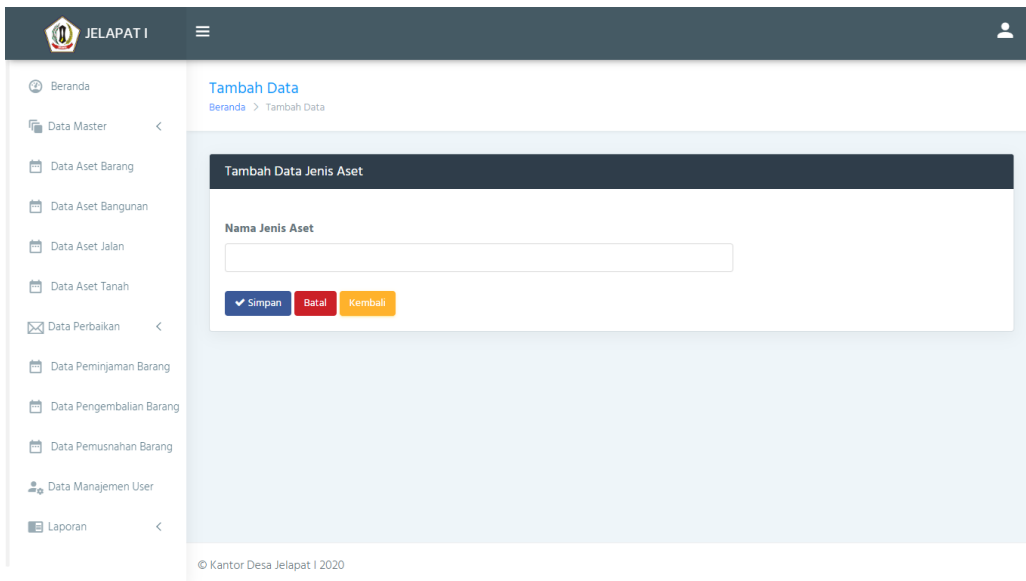 JELAPAT I
Beranda
Data Master
Data Aset Barang
Data Aset Bangunan
Data Aset Jalan
Data Aset Tanah
Data Perbaikan
Data Peminjaman Barang
Data Pengembalian Barang
Data Pemusnahan Barang
Data Manajemen User
Laporan
Tambah Data
Beranda > Tambah Data
Tambah Data Jenis Aset
Nama Jenis Aset
Simpan Batal Kembali
© Kantor Desa Jelapat I 2020